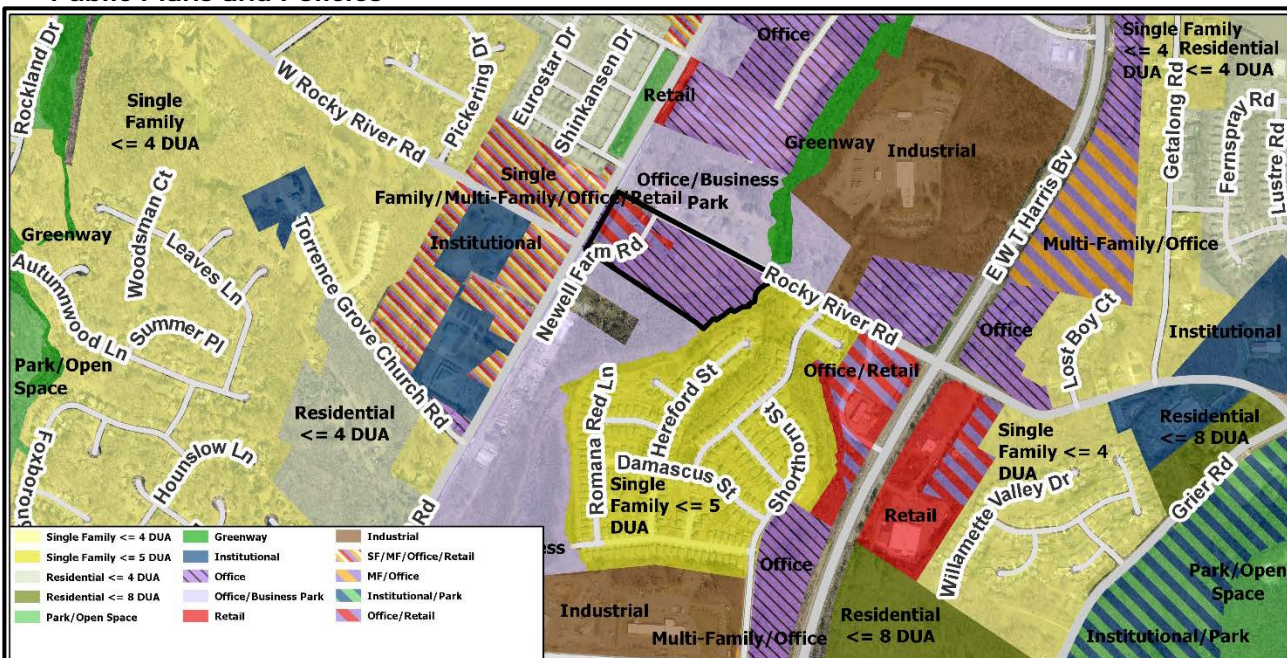 Public Plans and Policies
Rockland Dr
W Rocky River Rd
Pickering Dr
Eurostar Dr
Shinkansen Dr
Office
Retail
Single Family
<= 4
DUA
Residential
<= 4 DUA
Getalong Rd
Fernspray Rd
Lustre Rd
Single
Family
<= 4 DUA
Greenway
Industrial
E W T Harris Bv
Single
Family/Multi-Family/Office/Retail
Office/Business
Park
Multi-Family/Office
Greenway
Woodsman Ct
Leaves Ln
Autumnwood Ln
Summer Pl
Torrence Grove Church Rd
Institutional
Newell Farm Rd
Rocky River Rd
Office
Lost Boy Ct
Institutional
Park/Open
Space
Residential
<= 4 DUA
Foxborou
Hounslow Ln
Rd
Romana Red Ln
Hereford St
Damascus St
Shorthorn St
Single
Family <= 5
DUA
Office/Retail
Retail
Single
Family <= 4
DUA
Willamette Valley Dr
Residential
<= 8 DUA
Grier Rd
Park/Open
Space
Institutional/Park
Office
Industrial
Multi-Family/Office
Residential
<= 8 DUA
ess
Single Family <= 4 DUA
Single Family <= 5 DUA
Residential <= 4 DUA
Residential <= 8 DUA
Park/Open Space
Greenway
Institutional
Office
Office/Business Park
Retail
Industrial
SF/MF/Office/Retail
MF/Office
Institutional/Park
Office/Retail